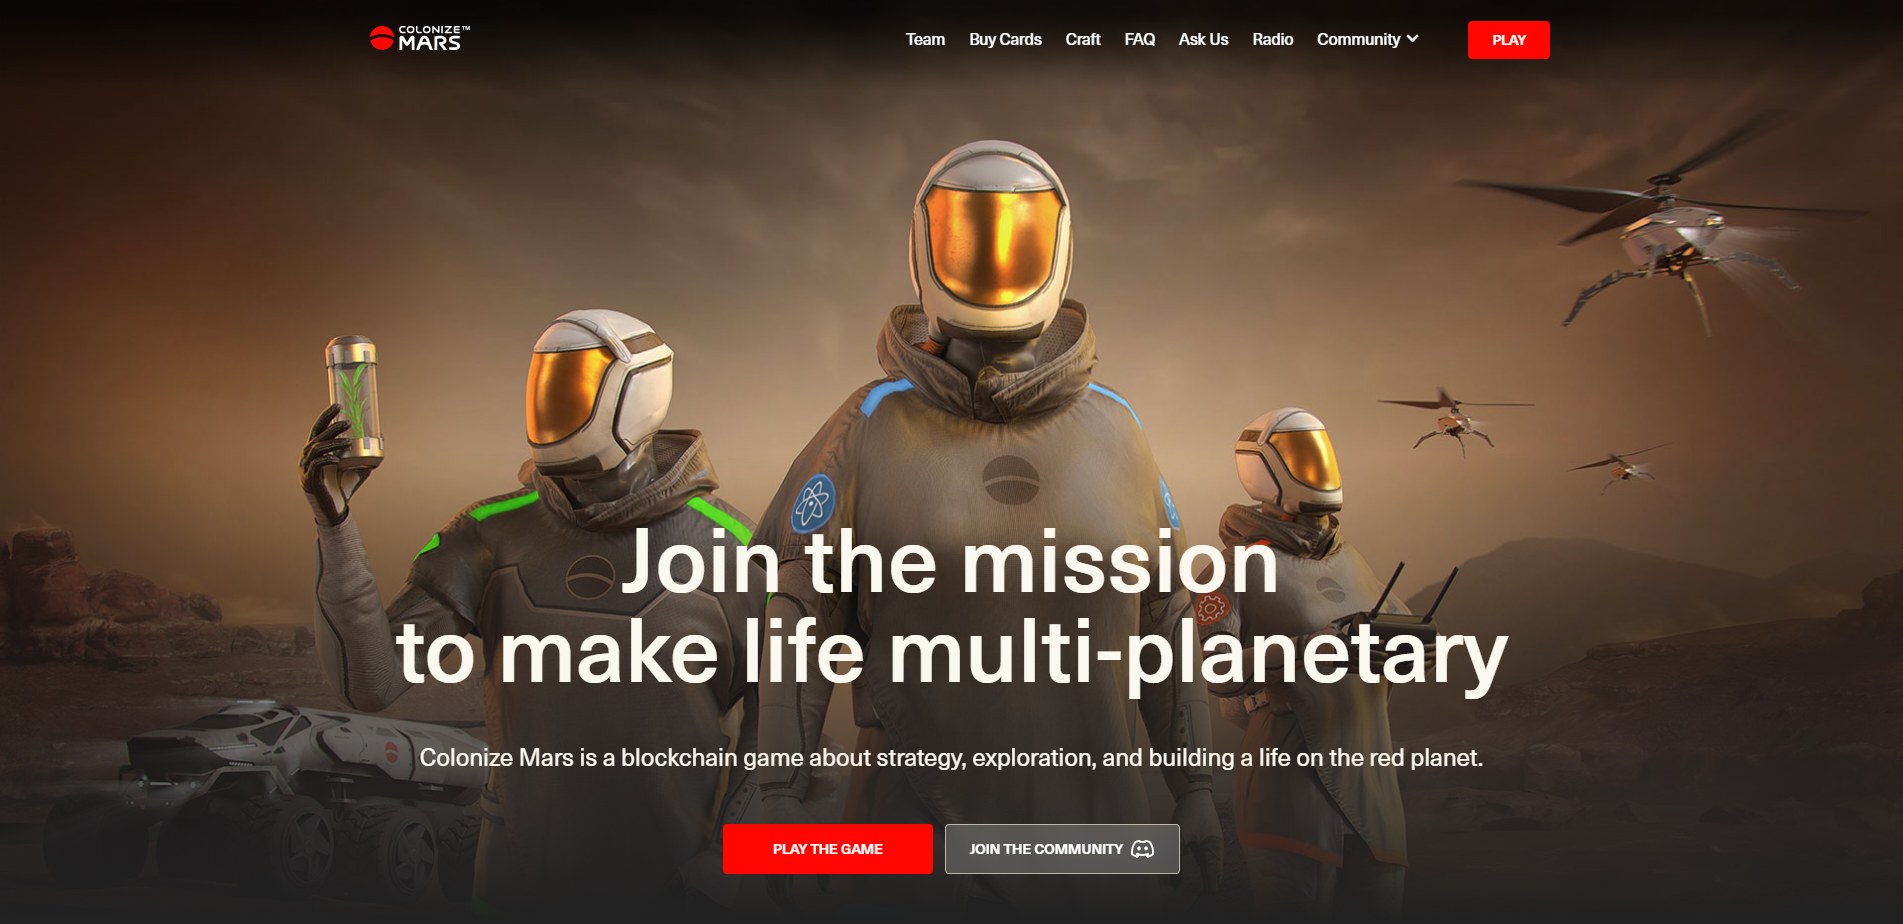 COLONIZE™
MARS
Team Buy Cards Craft FAQ Ask Us Radio Community PLAY
Join the mission
to make life multi-planetary
Colonize Mars is a blockchain game about strategy, exploration, and building a life on the red planet.
PLAY THE GAME JOIN THE COMMUNITY